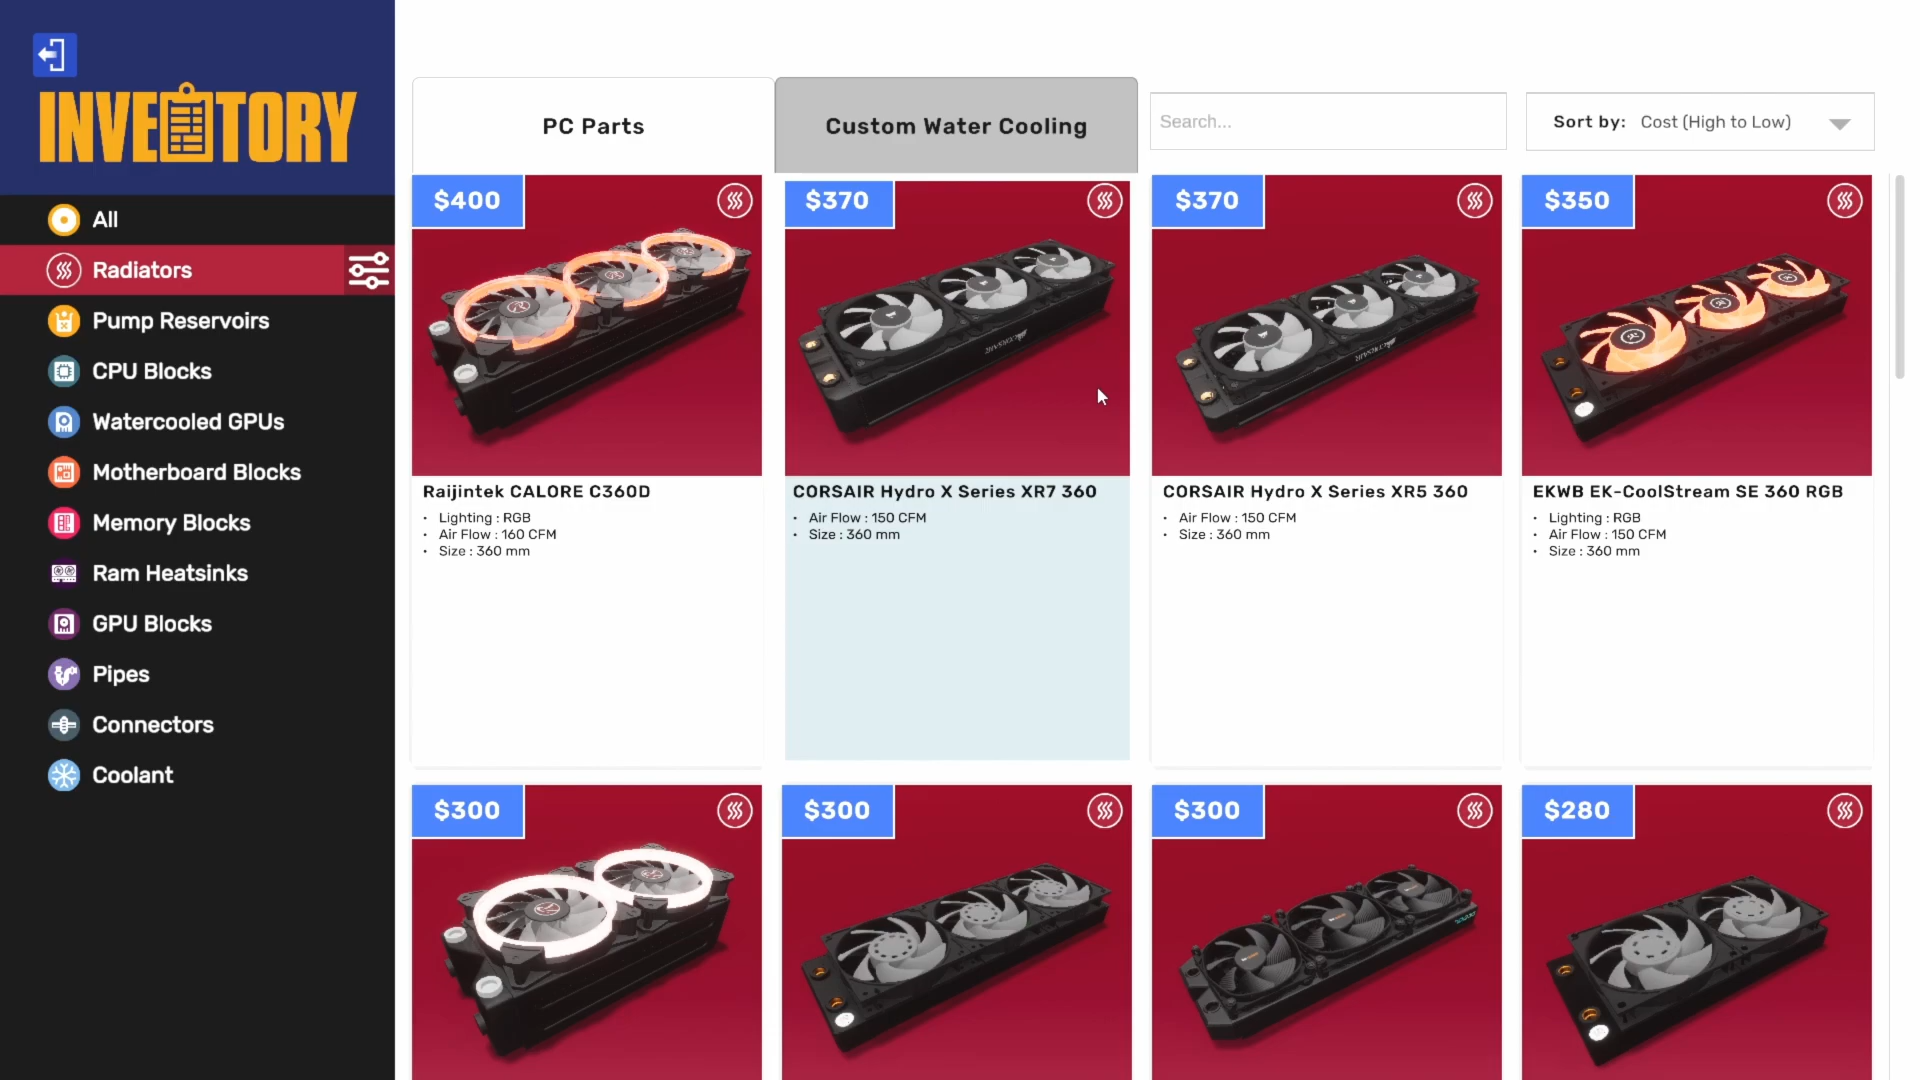 INVENTORY
All
Radiators
Pump Reservoirs
CPU Blocks
Watercooled GPUs
Motherboard Blocks
Memory Blocks
Ram Heatsinks
GPU Blocks
Pipes
Connectors
Coolant
PC Parts
Custom Water Cooling
Search...
Sort by: Cost (High to Low)
$400
Raijintek CALORE C360D
• Lighting : RGB
• Air Flow : 160 CFM
• Size : 360 mm
$370
CORSAIR
CORSAIR Hydro X Series XR7 360
• Air Flow : 150 CFM
• Size : 360 mm
$370
CORSAIR
CORSAIR Hydro X Series XR5 360
• Air Flow : 150 CFM
• Size : 360 mm
$350
EKWB EK-CoolStream SE 360 RGB
• Lighting : RGB
• Air Flow : 150 CFM
• Size : 360 mm
$300
$300
$300
$280